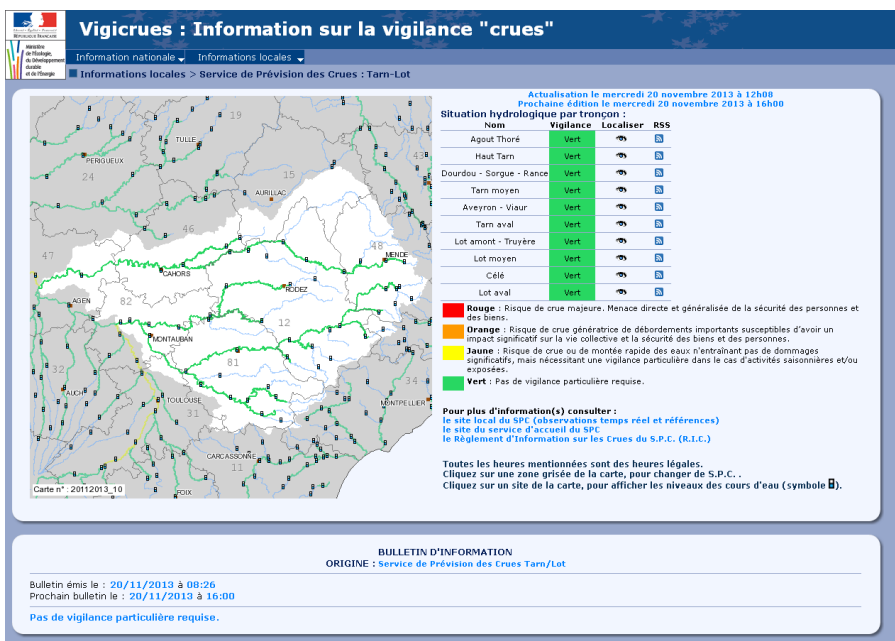 Liberté • Égalité • Fraternité
RÉPUBLIQUE FRANÇAISE
Ministère
de l'Écologie,
du Développement
durable
et de l'Énergie
Vigicrues : Information sur la vigilance "crues"
Information nationale
Informations locales
Informations locales > Service de Prévision des Crues : Tarn-Lot
19
TULLE
43
PERIGUEUX
24
15
AURILLAC
46
47
48
MENDE
CAHORS
RODEZ
AGEN
82
12
MONTAUBAN
81
32
34
AUCH
TOULOUSE
31
MONTPELLIER
CARCASSONNE
11
FOIX
Carte n° : 20112013_10
Actualisation le mercredi 20 novembre 2013 à 12h08
Prochaine édition le mercredi 20 novembre 2013 à 16h00
Situation hydrologique par tronçon :
Nom Vigilance Localiser RSS
Agout Thoré Vert
Haut Tarn Vert
Dourdou - Sorgue - Rance Vert
Tarn moyen Vert
Aveyron - Viaur Vert
Tarn aval Vert
Lot amont - Truyère Vert
Lot moyen Vert
Célé Vert
Lot aval Vert
Rouge : Risque de crue majeure. Menace directe et généralisée de la sécurité des personnes et
des biens.
Orange : Risque de crue génératrice de débordements importants susceptibles d'avoir un
impact significatif sur la vie collective et la sécurité des biens et des personnes.
Jaune : Risque de crue ou de montée rapide des eaux n'entraînant pas de dommages
significatifs, mais nécessitant une vigilance particulière dans le cas d'activités saisonnières et/ou
exposées.
Vert : Pas de vigilance particulière requise.
Pour plus d'information(s) consulter :
le site local du SPC (observations temps réel et références)
le site du service d'accueil du SPC
le Règlement d'Information sur les Crues du S.P.C. (R.I.C.)
Toutes les heures mentionnées sont des heures légales.
Cliquez sur une zone grisée de la carte, pour changer de S.P.C. .
Cliquez sur un site de la carte, pour afficher les niveaux des cours d'eau (symbole ).
BULLETIN D'INFORMATION
ORIGINE : Service de Prévision des Crues Tarn/Lot
Bulletin émis le : 20/11/2013 à 08:26
Prochain bulletin le : 20/11/2013 à 16:00
Pas de vigilance particulière requise.